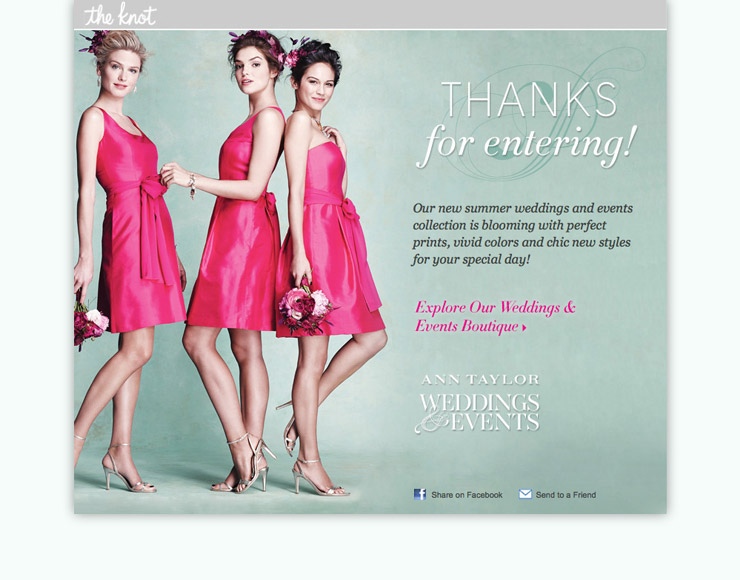 the knot
THANKS
for entering!
Our new summer weddings and events
collection is blooming with perfect
prints, vivid colors and chic new styles
for your special day!
Explore Our Weddings &
Events Boutique
ANN TAYLOR
WEDDINGS
& EVENTS
Share on Facebook
Send to a Friend